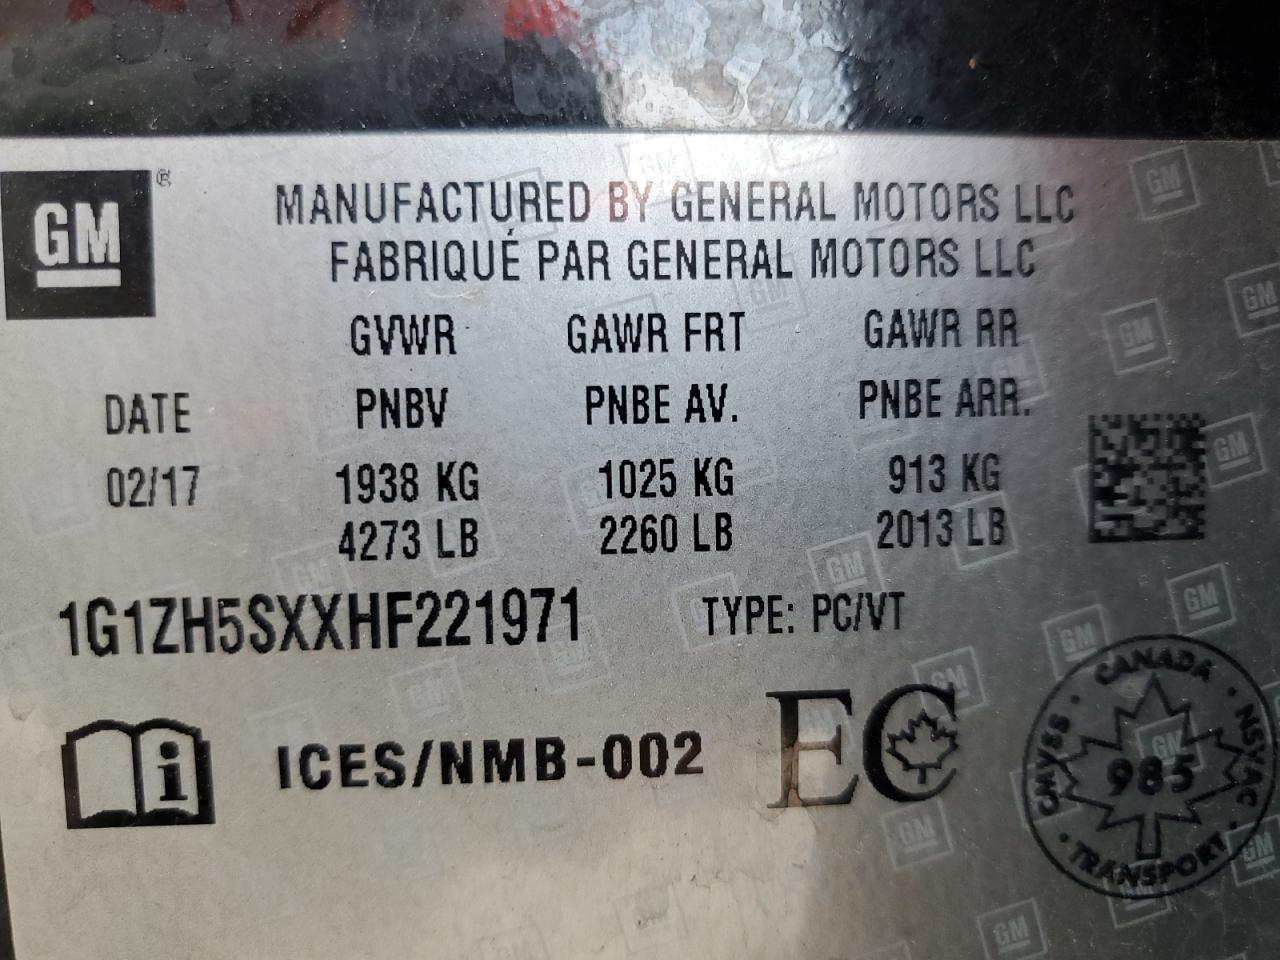 GM®
MANUFACTURED BY GENERAL MOTORS LLC
FABRIQUÉ PAR GENERAL MOTORS LLC
GVWR GAWR FRT GAWR RR
DATE PNBV PNBE AV. PNBE ARR.
02/17 1938 KG 1025 KG 913 KG
4273 LB 2260 LB 2013 LB
1G1ZH5SXXHF221971 TYPE: PC/VT
i ICES/NMB-002 EC
CANADA
CMVSS 985 NSVAC
TRANSPORT